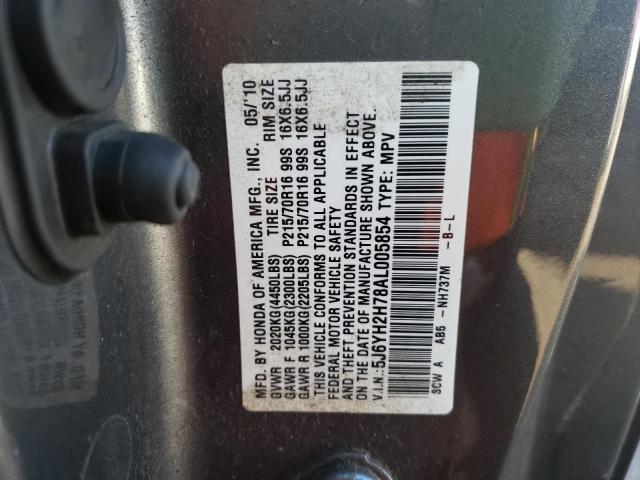 MFD. BY HONDA OF AMERICA MFG., INC. 05/'10
GVWR 2020KG(4450LBS) TIRE SIZE RIM SIZE
GAWR F 1045KG(2300LBS) P215/70R16 99S 16X6.5JJ
GAWR R 1000KG(2205LBS) P215/70R16 99S 16X6.5JJ
THIS VEHICLE CONFORMS TO ALL APPLICABLE
FEDERAL MOTOR VEHICLE SAFETY
AND THEFT PREVENTION STANDARDS IN EFFECT
ON THE DATE OF MANUFACTURE SHOWN ABOVE.
V.I.N.: 5J6YH2H78AL005854 TYPE: MPV
SCW A AB5 -NH737M -B-L